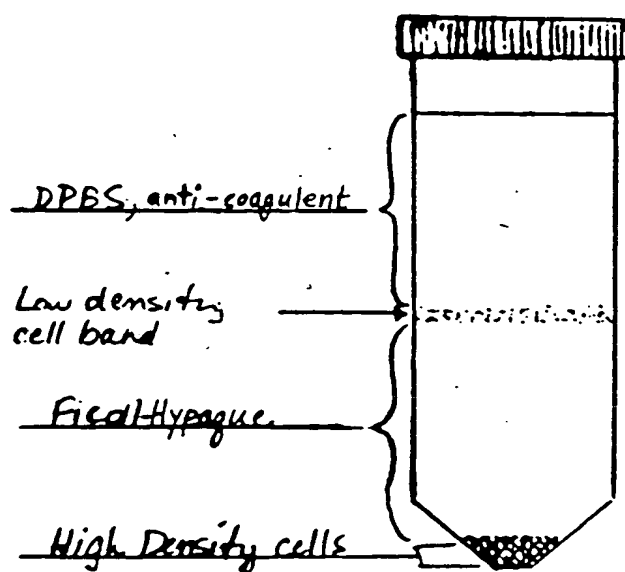 DPBS, anti-coagulent
Low density
cell band
Ficoll-Hypaque
High Density cells